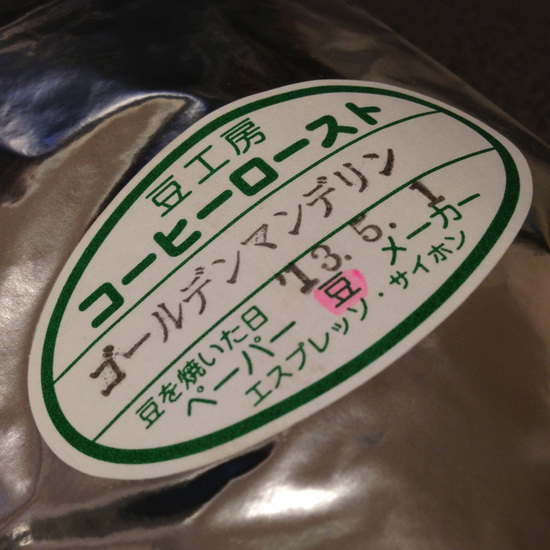 豆工房
コーヒーロースト
ゴールデンマンデリン
豆を焼いた日 '13.5.1
ペーパー 豆 メーカー
エスプレッソ・サイホン